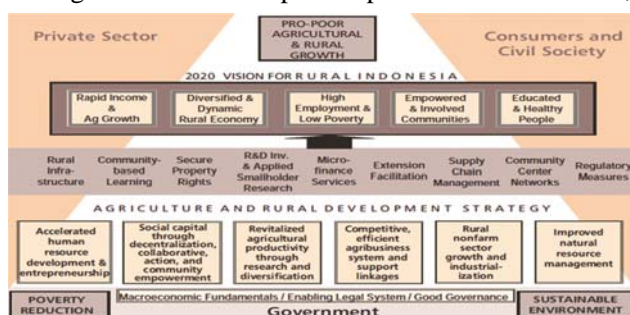 Private Sector
PRO-POOR
AGRICULTURAL
& RURAL
GROWTH
Consumers and
Civil Society
2020 VISION FOR RURAL INDONESIA
Rapid Income
&
Ag Growth
Diversified &
Dynamic
Rural Economy
High
Employment &
Low Poverty
Empowered
& Involved
Communities
Educated
& Healthy
People
Rural
Infra-
structure
Community-
based
Learning
Secure
Property
Rights
R&D Inv.
& Applied
Smallholder
Research
Micro-
finance
Services
Extension
Facilitation
Supply
Chain
Management
Community
Center
Networks
Regulatory
Measures
AGRICULTURE AND RURAL DEVELOPMENT STRATEGY
Accelerated
human
resource
development &
entrepreneurship
Social capital
through
decentralization,
collaborative,
action, and
community
empowerment
Revitalized
agricultural
productivity
through
research and
diversification
Competitive,
efficient
agribusiness
system and
support
linkages
Rural
nonfarm
sector
growth and
industrial-
ization
Improved
natural
resource
management
POVERTY
REDUCTION
Macroeconomic Fundamentals / Enabling Legal System / Good Governance
Government
SUSTAINABLE
ENVIRONMENT